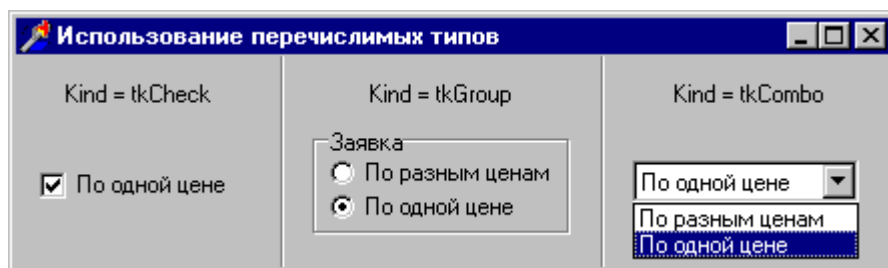 Использование перечислимых типов
Kind = tkCheck
Kind = tkGroup
Kind = tkCombo
По одной цене
Заявка
По разным ценам
По одной цене
По одной цене
По разным ценам
По одной цене